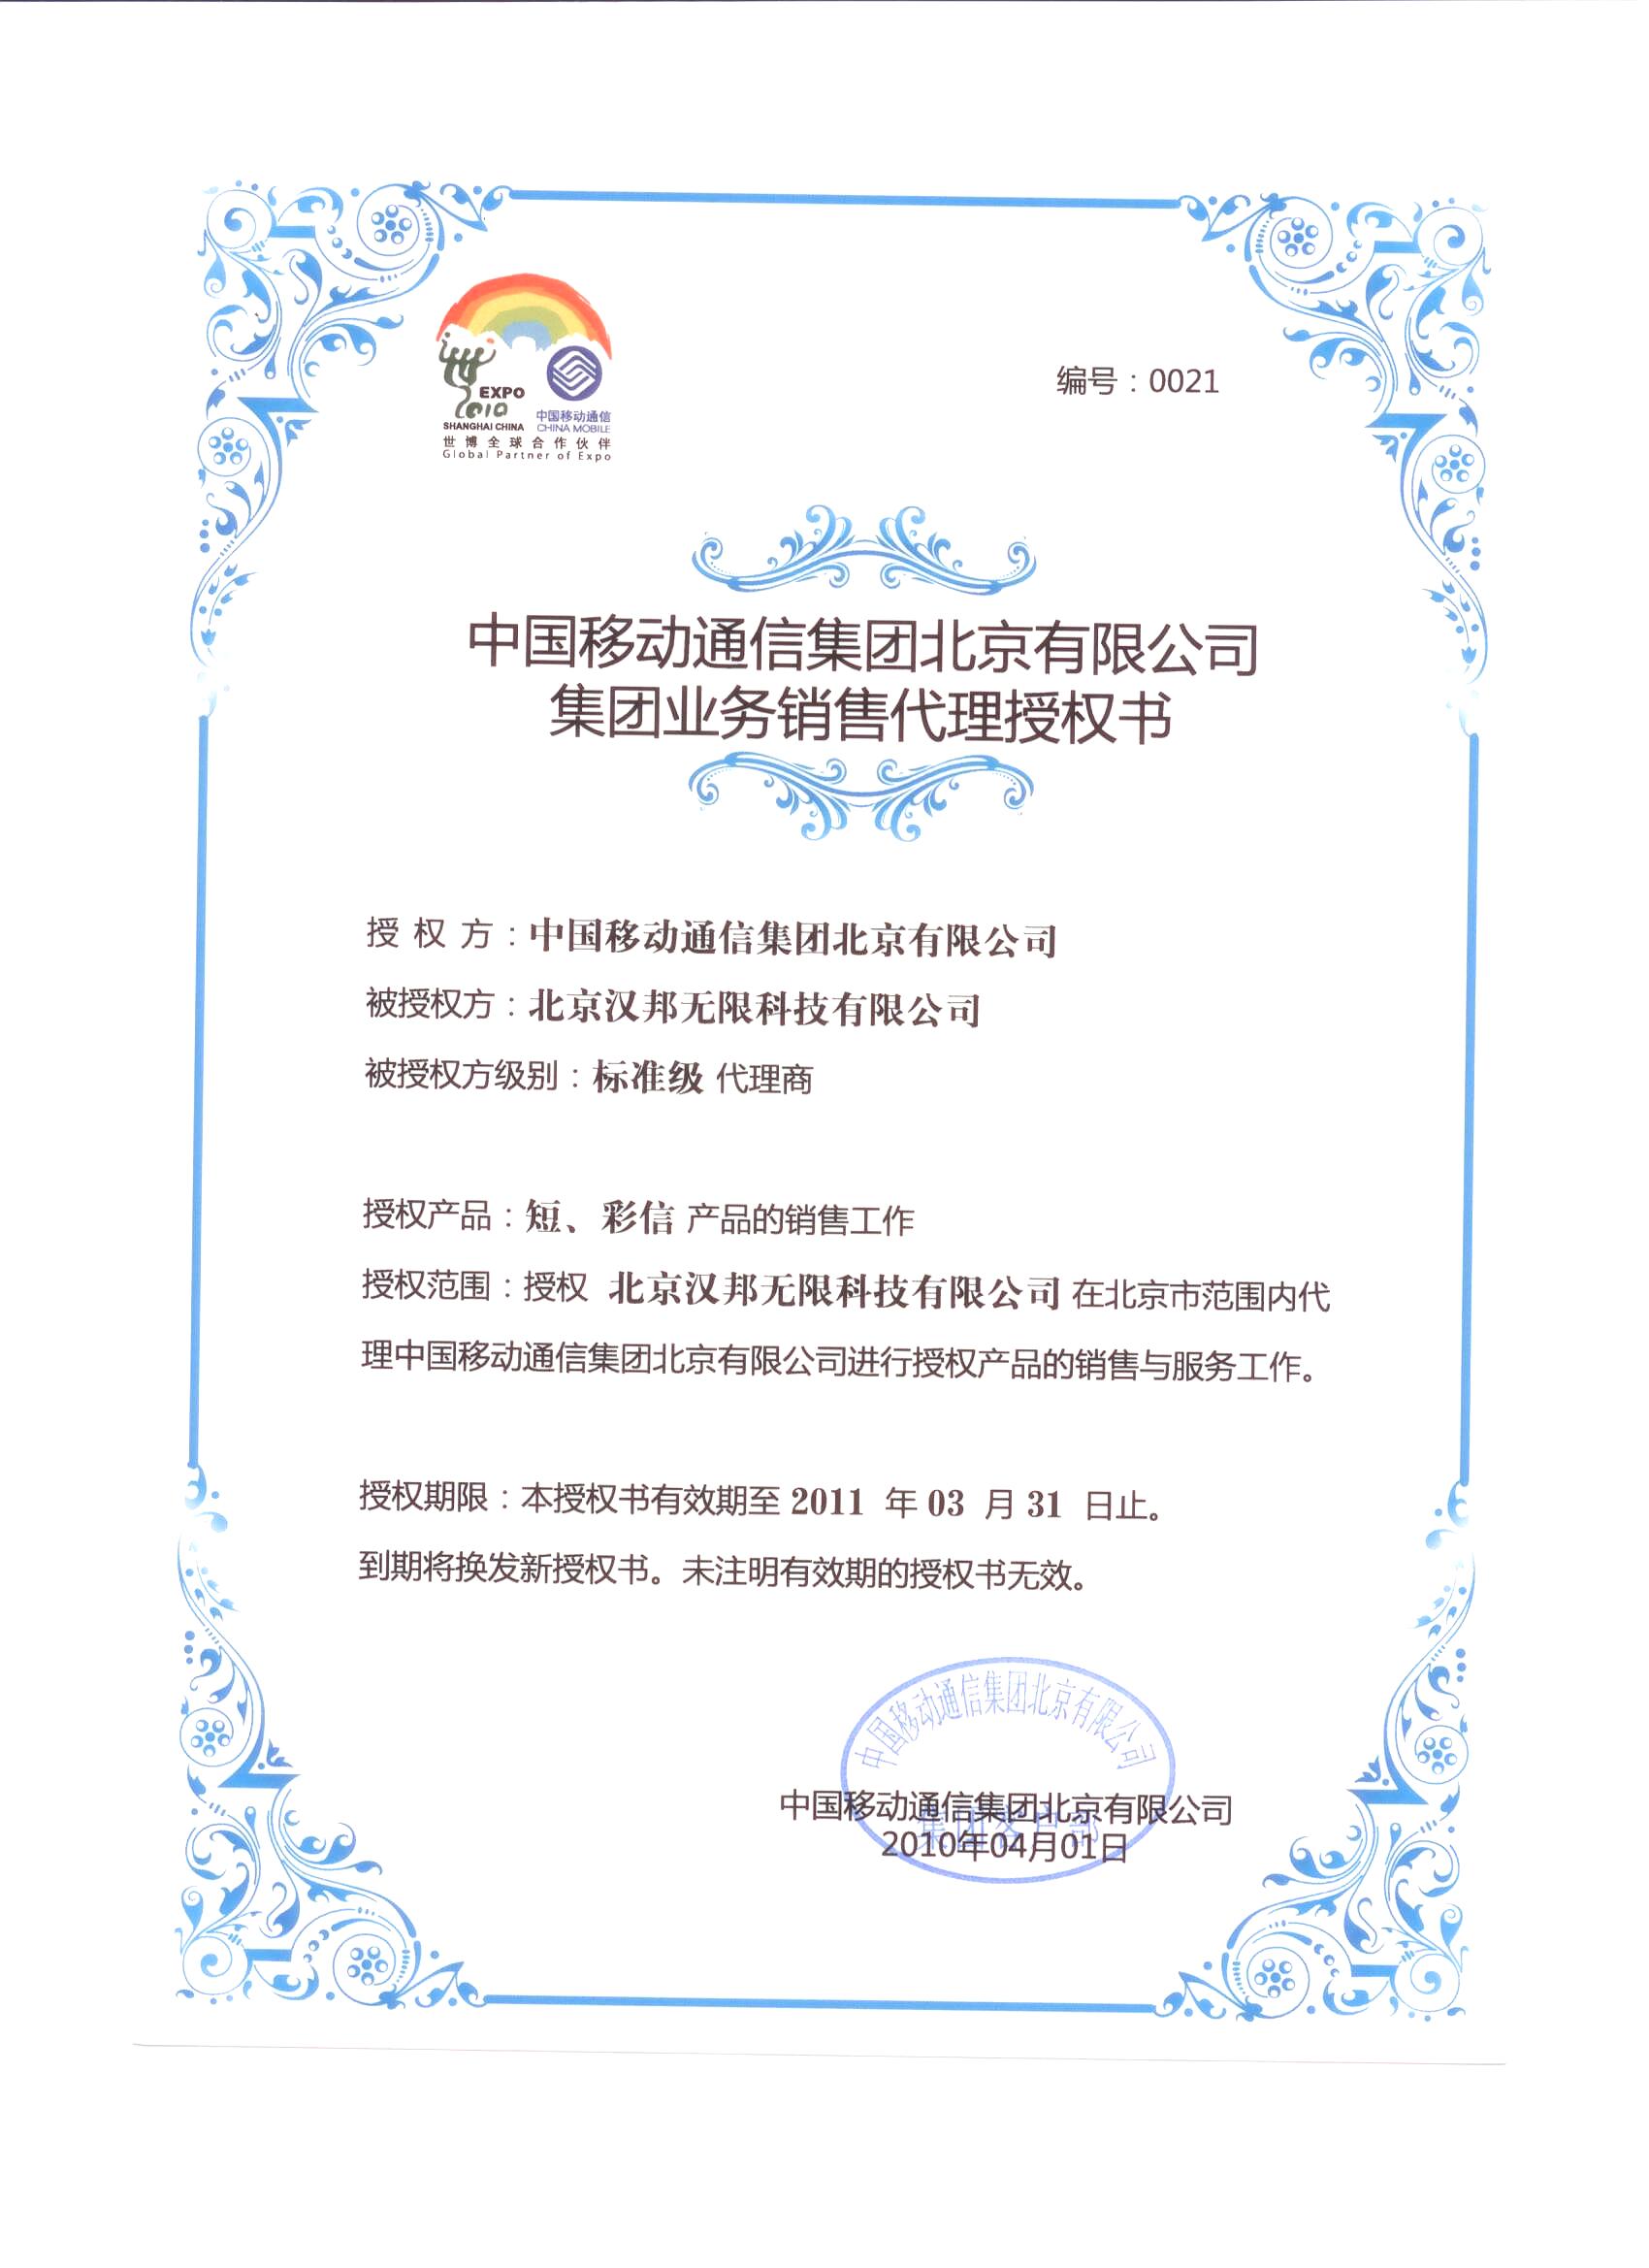 EXPO
2010
SHANGHAI CHINA
中国移动通信
CHINA MOBILE
世博全球合作伙伴
Global Partner of Expo
编号：0021
中国移动通信集团北京有限公司
集团业务销售代理授权书
授 权 方：中国移动通信集团北京有限公司
被授权方：北京汉邦无限科技有限公司
被授权方级别：标准级 代理商
授权产品：短、彩信 产品的销售工作
授权范围：授权 北京汉邦无限科技有限公司 在北京市范围内代
理中国移动通信集团北京有限公司进行授权产品的销售与服务工作。
授权期限：本授权书有效期至 2011 年 03 月 31 日止。
到期将换发新授权书。未注明有效期的授权书无效。
中国移动通信集团北京有限公司
中国移动通信集团北京有限公司
集团客户部
2010年04月01日